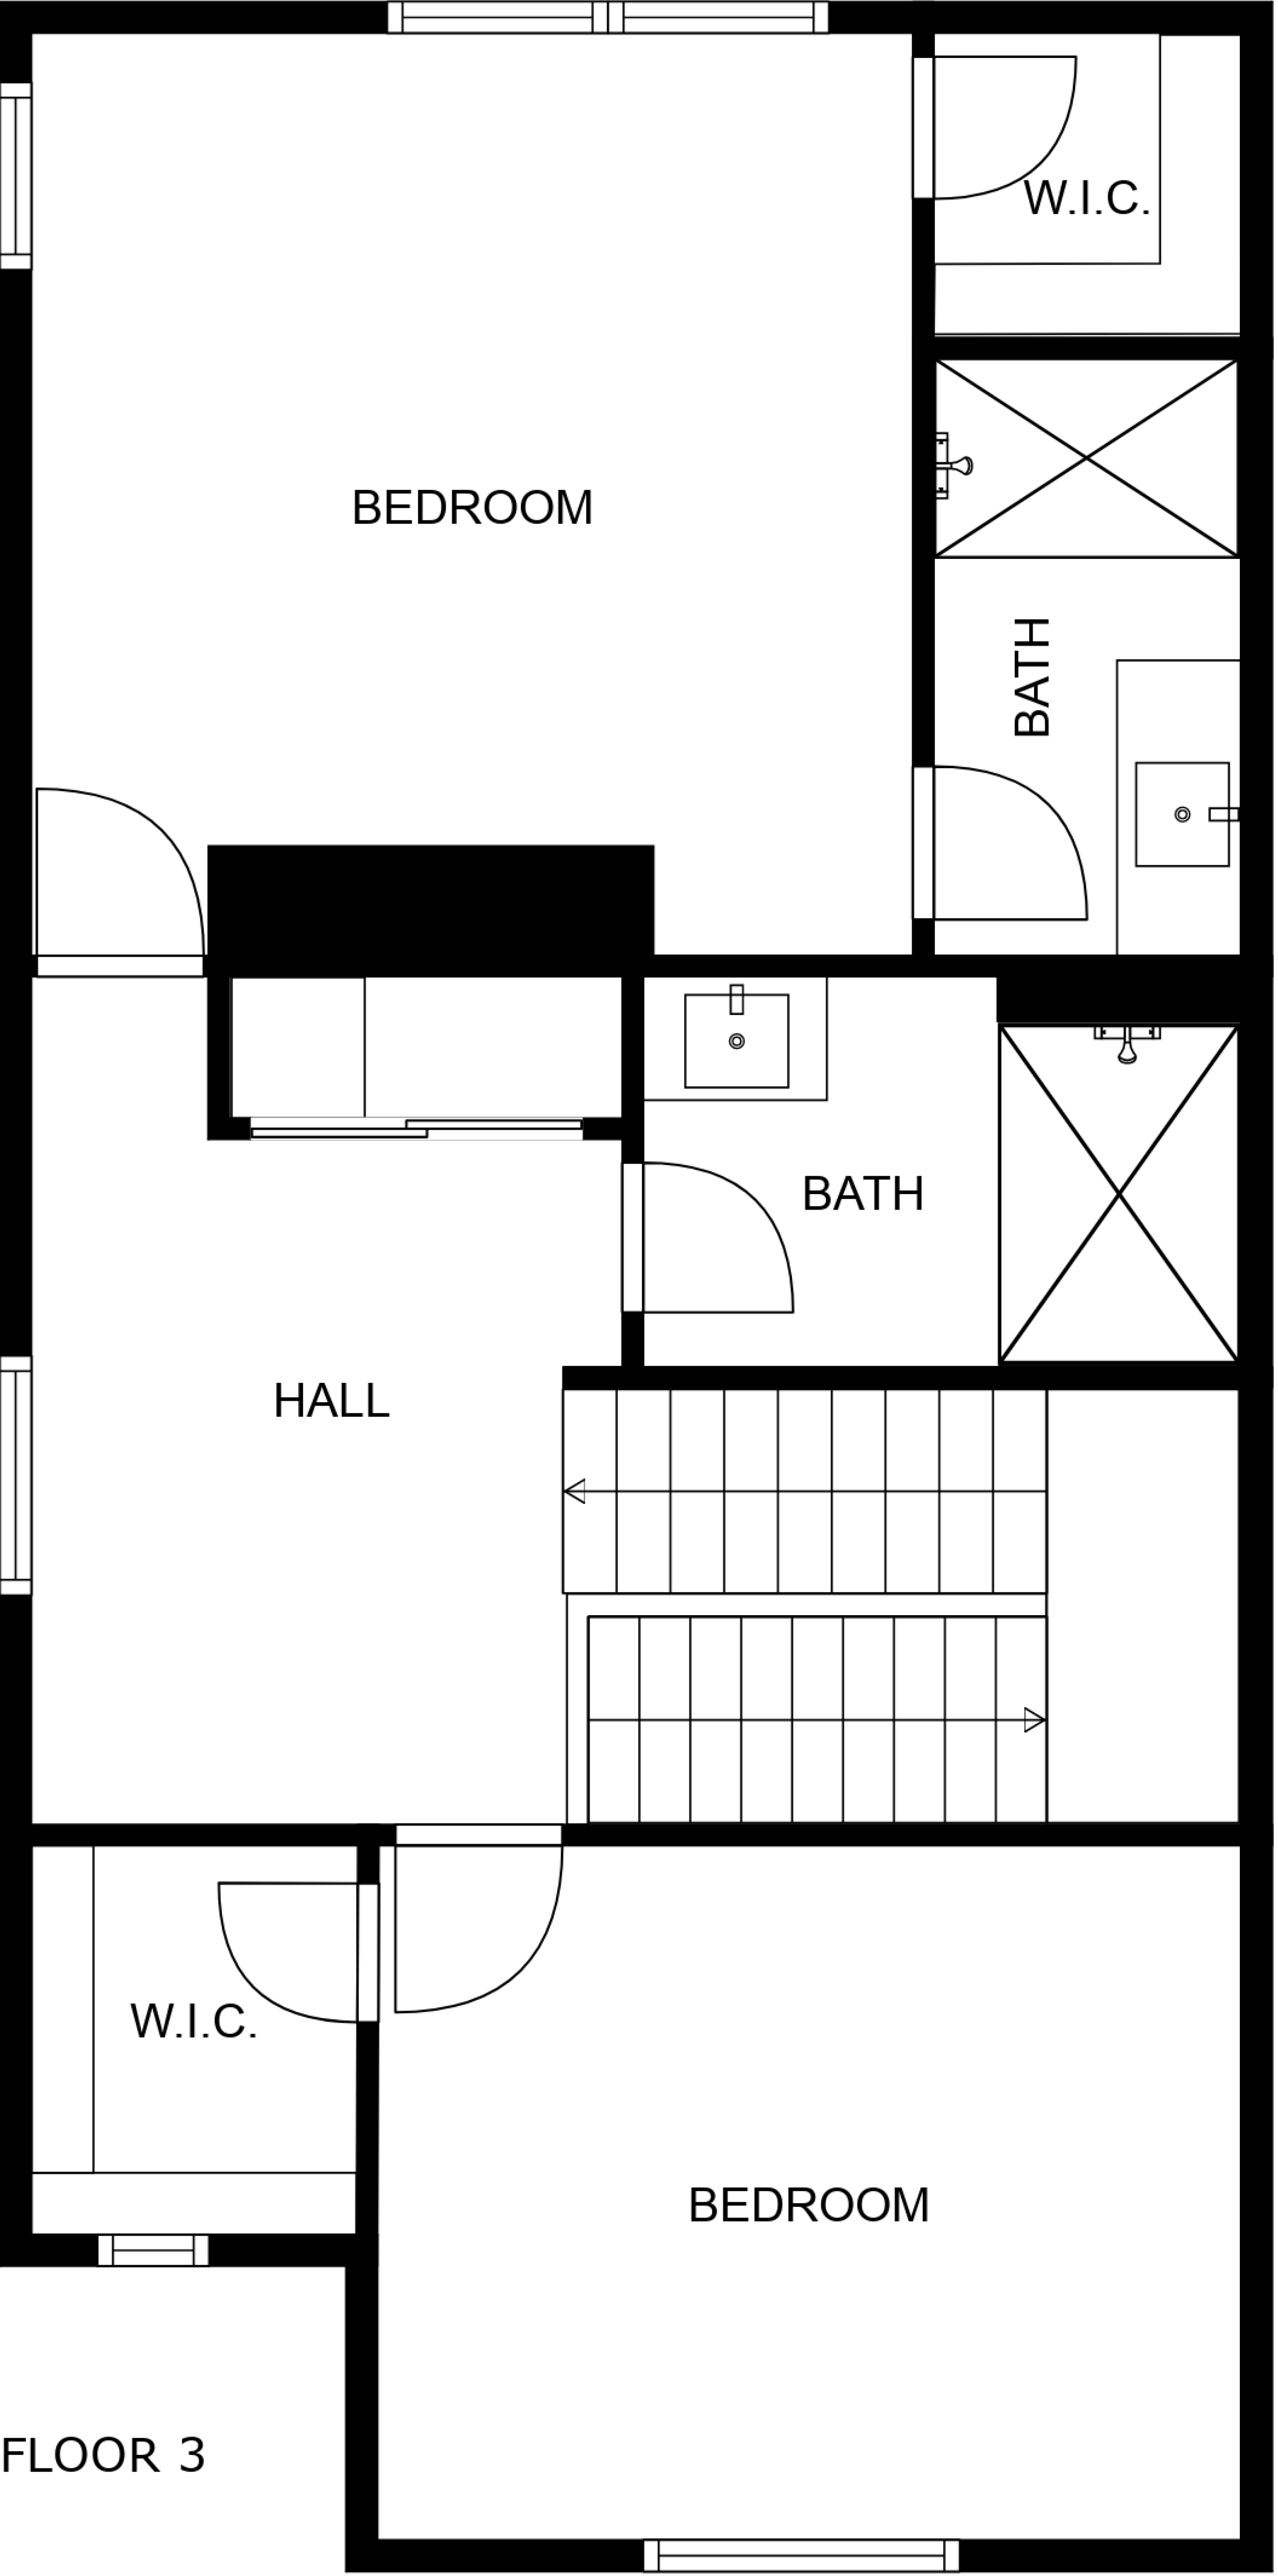 W.I.C.
BEDROOM
BATH
BATH
HALL
W.I.C.
BEDROOM
FLOOR 3